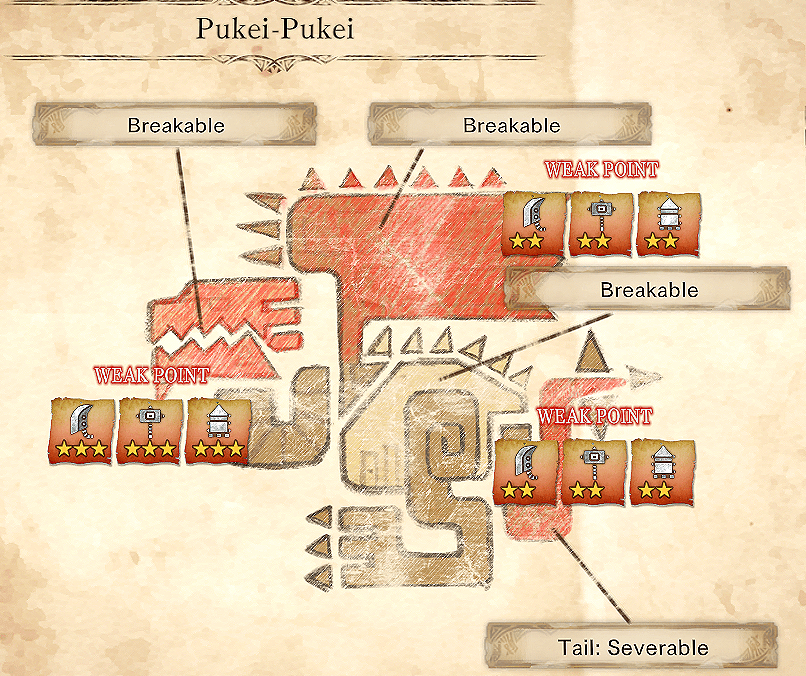 Pukei-Pukei
Breakable
Breakable
WEAK POINT
Breakable
WEAK POINT
WEAK POINT
Tail: Severable